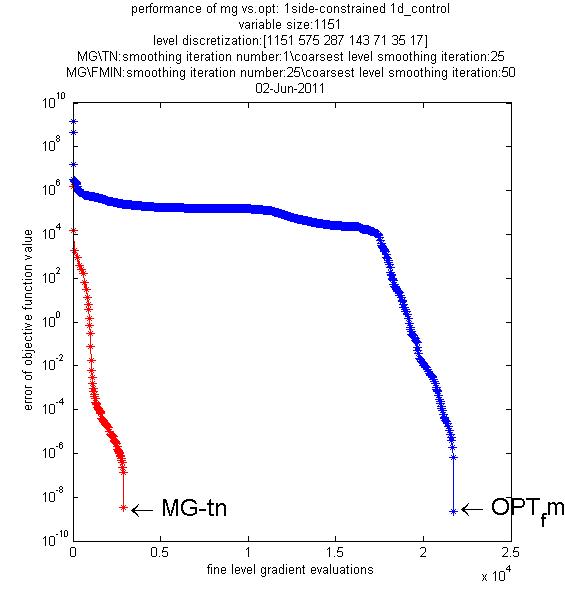 performance of mg vs.opt: 1side-constrained 1d_control
variable size:1151
level discretization:[1151 575 287 143 71 35 17]
MG\TN:smoothing iteration number:1\coarsest level smoothing iteration:25
MG\FMIN:smoothing iteration number:25\coarsest level smoothing iteration:50
02-Jun-2011
10^10
10^8
10^6
10^4
10^2
10^0
10^-2
10^-4
10^-6
10^-8
10^-10
error of objective function value
← MG-tn
← OPT_fm
0 0.5 1 1.5 2 2.5
x 10^4
fine level gradient evaluations